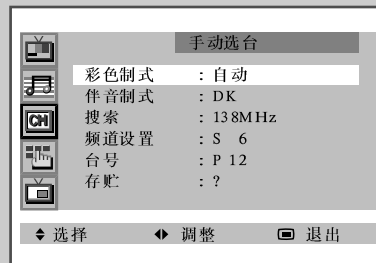 手动选台
彩色制式 : 自动
伴音制式 : DK
CH 搜索 : 138MHz
频道设置 : S 6
台号 : P 12
存贮 : ?
选择 调整 退出